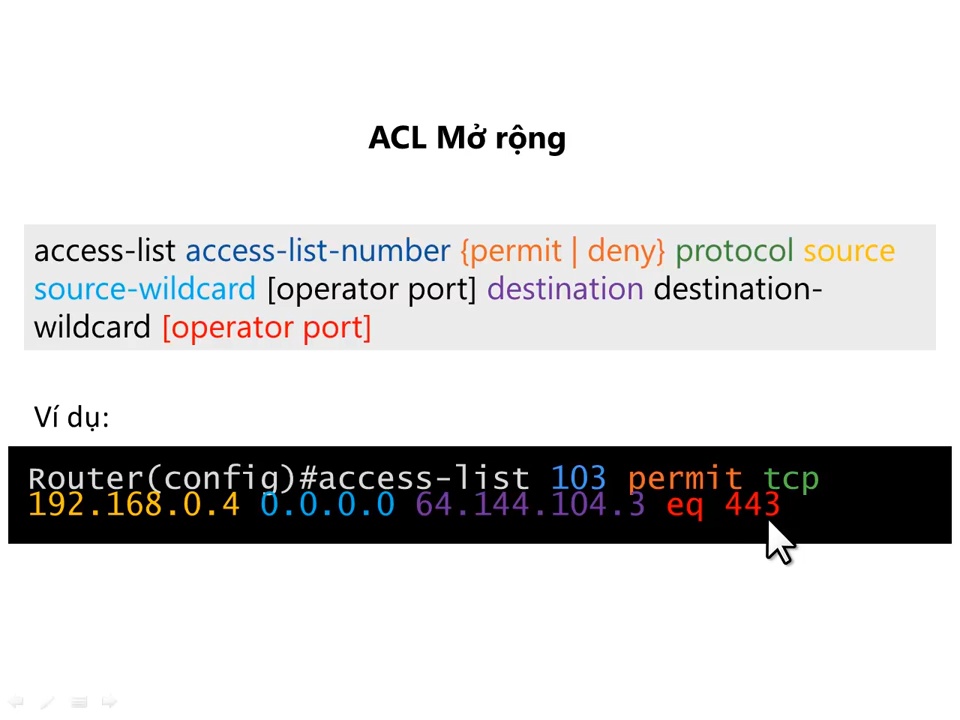 ACL Mở rộng
access-list access-list-number {permit | deny} protocol source
source-wildcard [operator port] destination destination-
wildcard [operator port]
Ví dụ:
Router(config)#access-list 103 permit tcp
192.168.0.4 0.0.0.0 64.144.104.3 eq 443